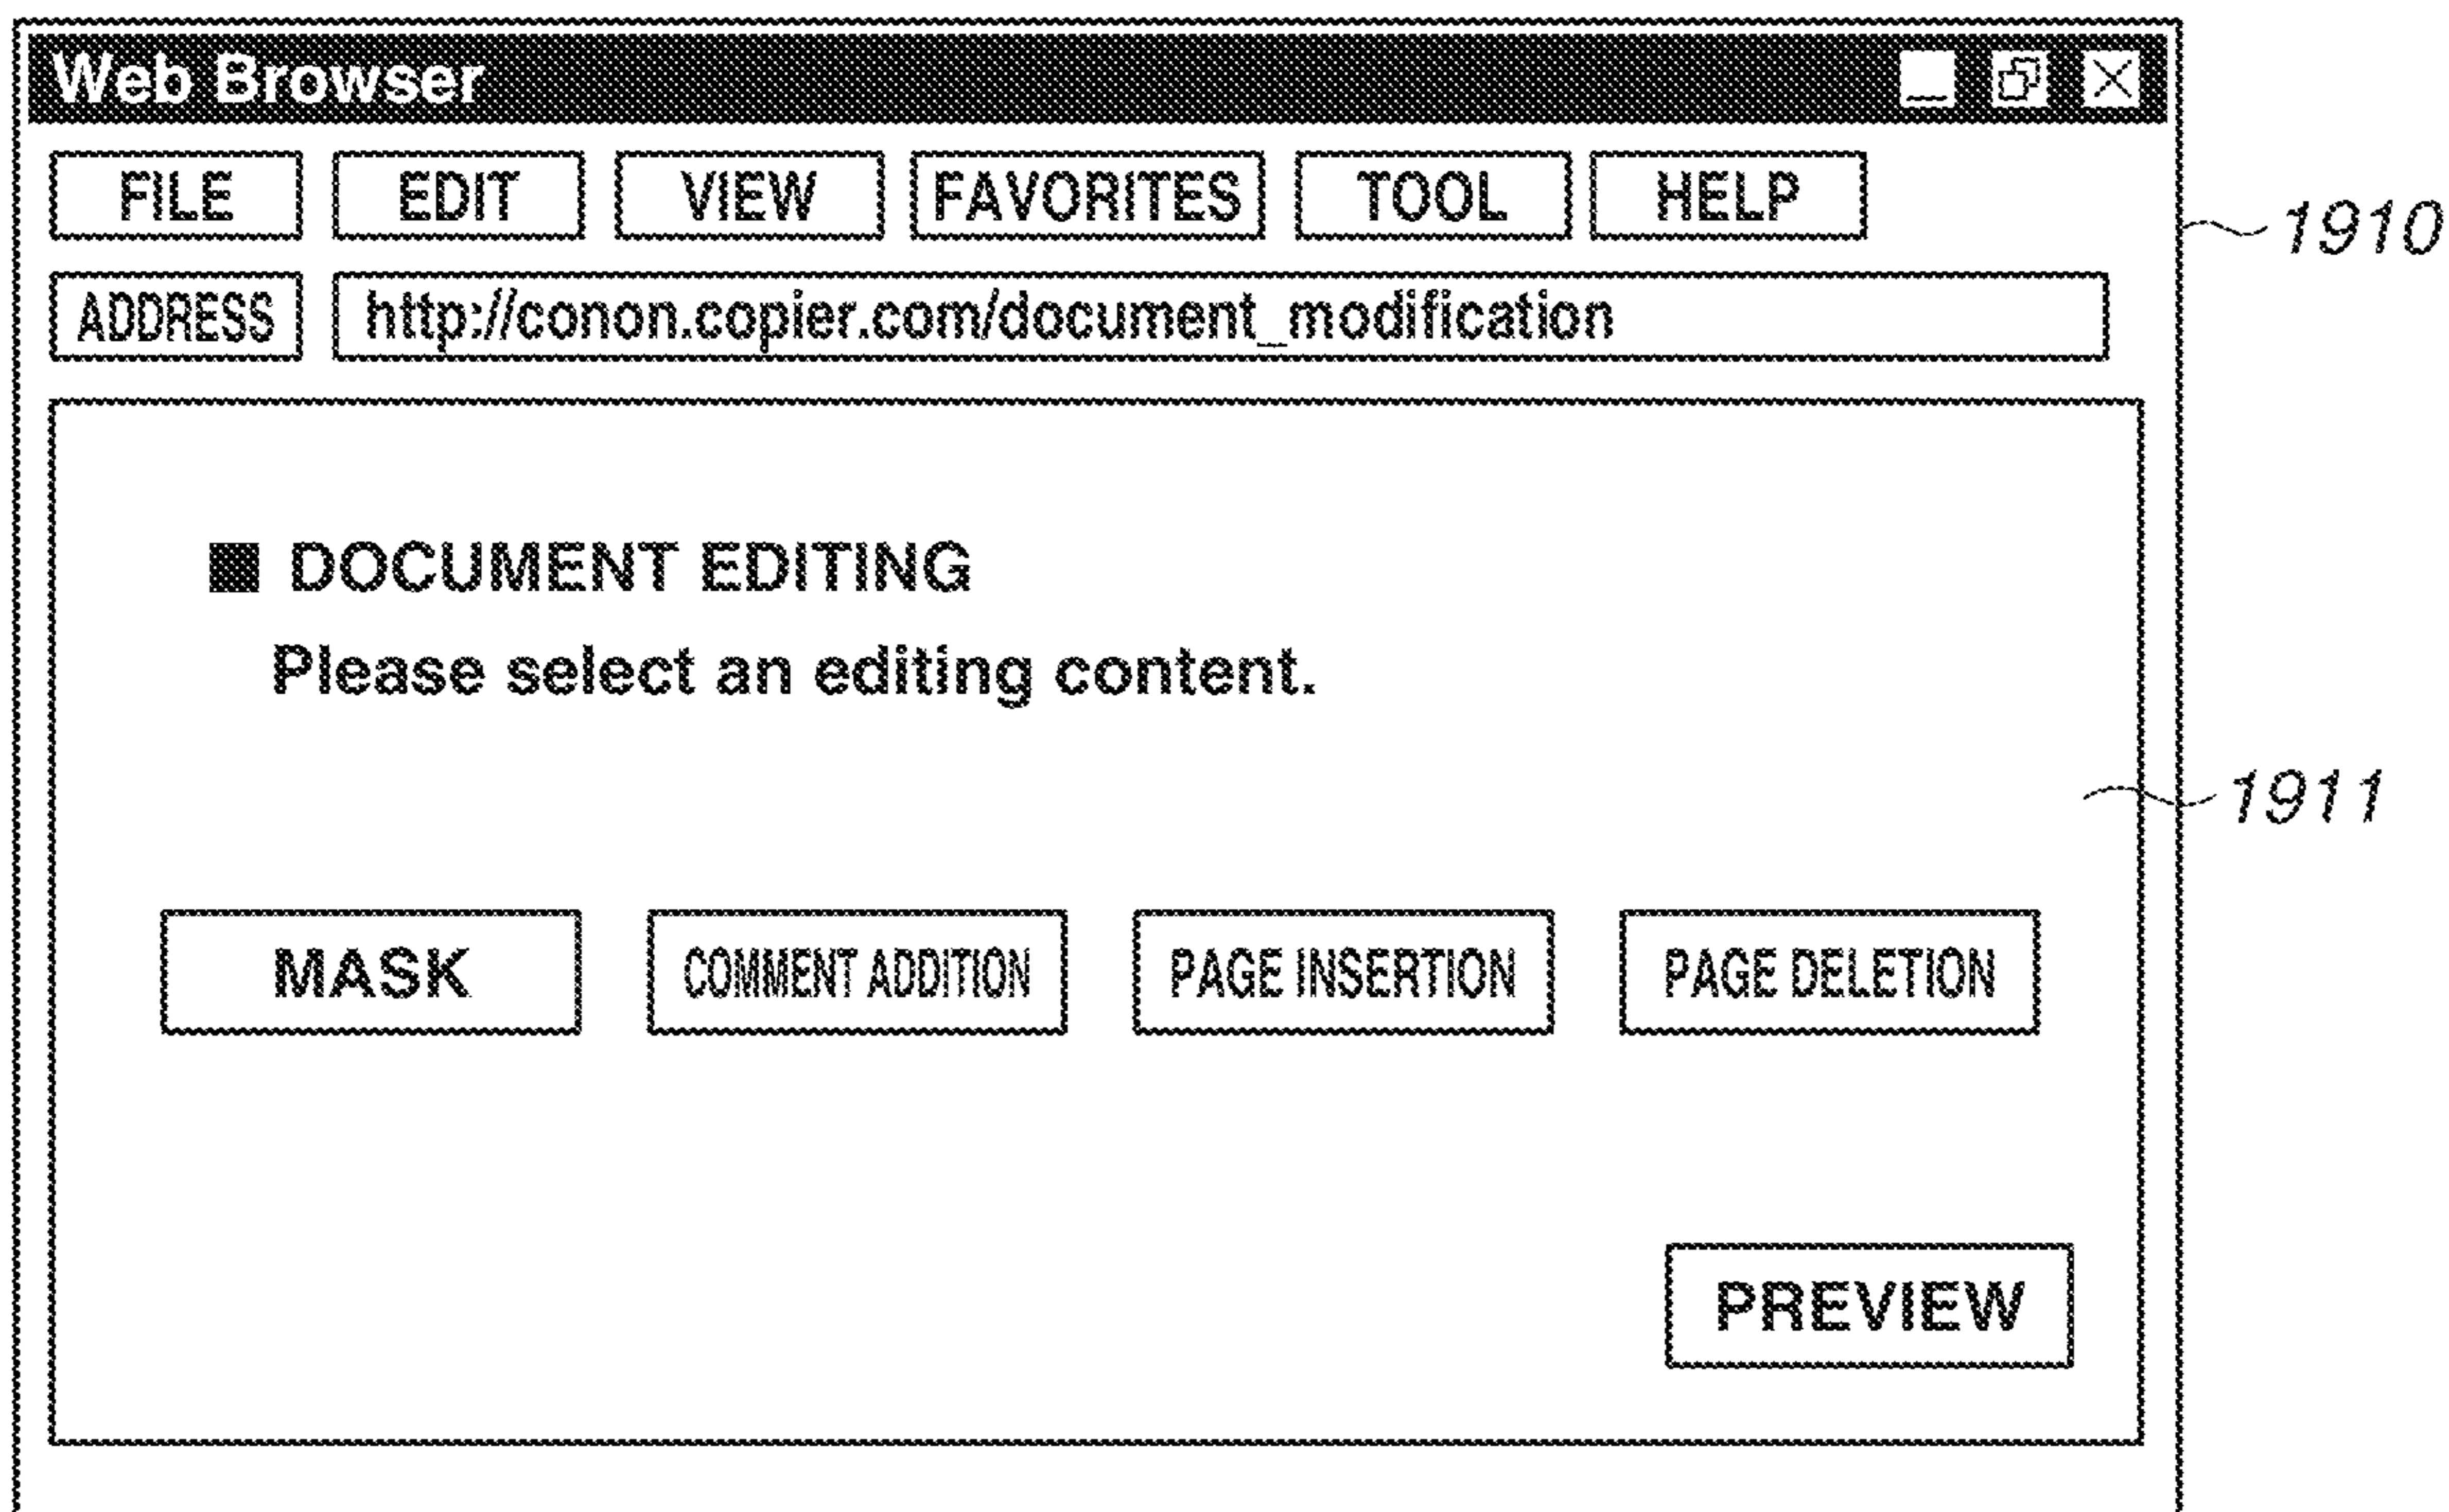 Web Browser
FILE EDIT VIEW FAVORITES TOOL HELP
1910
ADDRESS http://conon.copier.com/document_modification
■ DOCUMENT EDITING
Please select an editing content.
1911
MASK COMMENT ADDITION PAGE INSERTION PAGE DELETION
PREVIEW